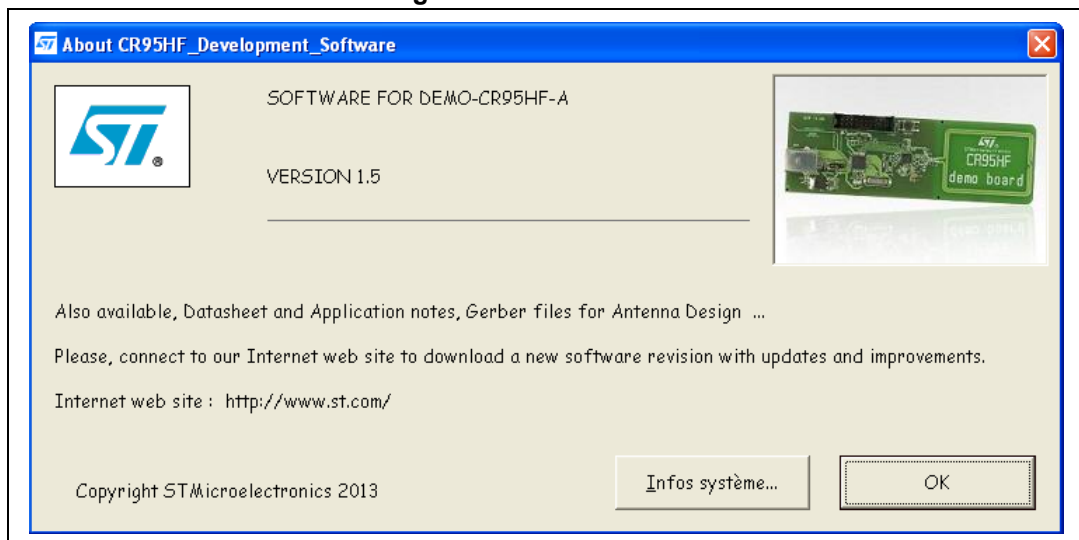 About CR95HF_Development_Software
ST
®
SOFTWARE FOR DEMO-CR95HF-A
VERSION 1.5
ST
CR95HF
demo board
Also available, Datasheet and Application notes, Gerber files for Antenna Design ...
Please, connect to our Internet web site to download a new software revision with updates and improvements.
Internet web site : http://www.st.com/
Copyright STMicroelectronics 2013
Infos système...
OK